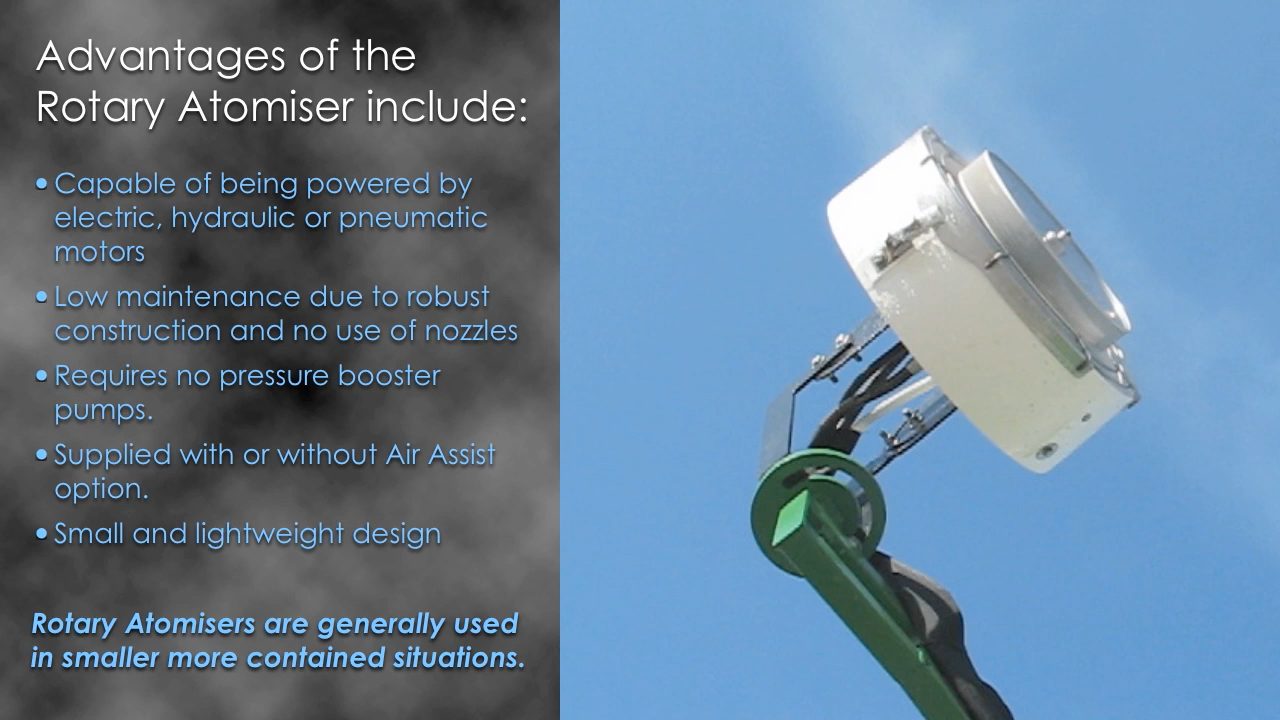 Advantages of the
Rotary Atomiser include:
• Capable of being powered by
electric, hydraulic or pneumatic
motors
• Low maintenance due to robust
construction and no use of nozzles
• Requires no pressure booster
pumps.
• Supplied with or without Air Assist
option.
• Small and lightweight design
Rotary Atomisers are generally used
in smaller more contained situations.